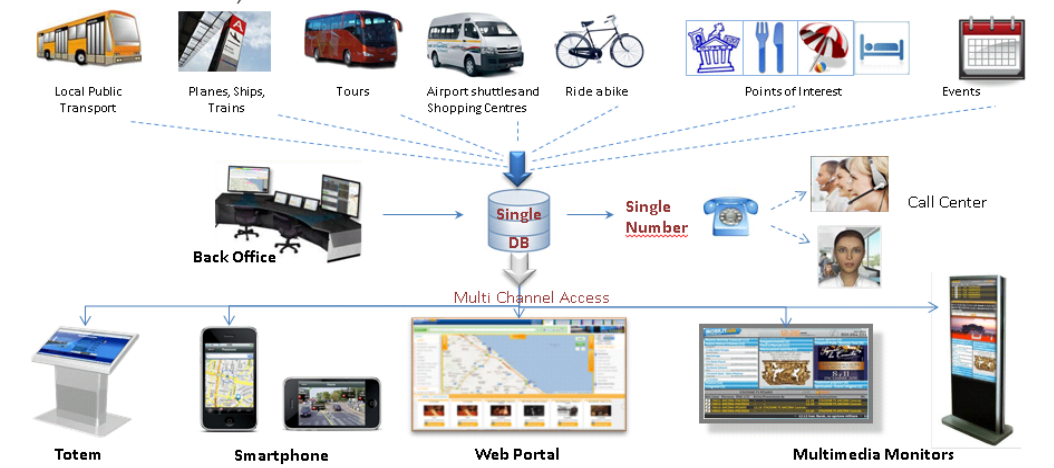 Local Public
Transport
Planes, Ships,
Trains
Tours
Airport shuttlesand
Shopping Centres
Ride a bike
Points of Interest
Events
Single
DB
Single
Number
Call Center
Back Office
Multi Channel Access
Totem
Smartphone
Web Portal
Multimedia Monitors